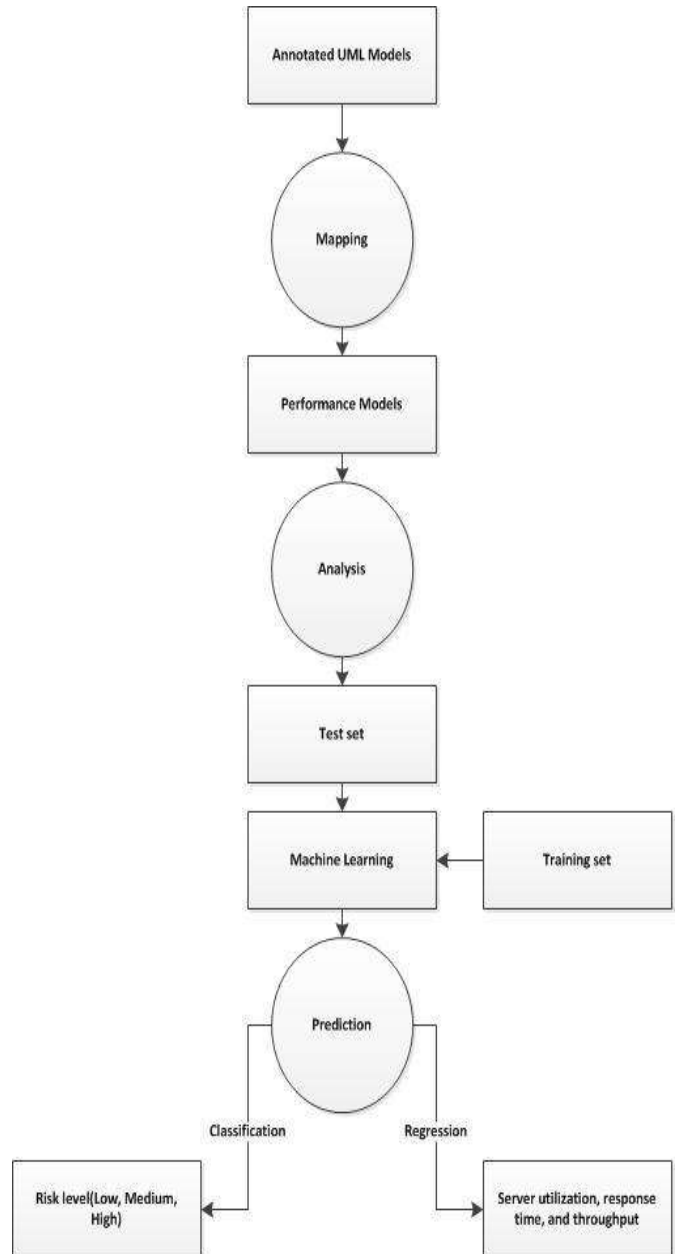 Annotated UML Models
Mapping
Performance Models
Analysis
Test set
Machine Learning
Training set
Prediction
Classification
Regression
Risk level(Low, Medium,
High)
Server utilization, response
time, and throughput